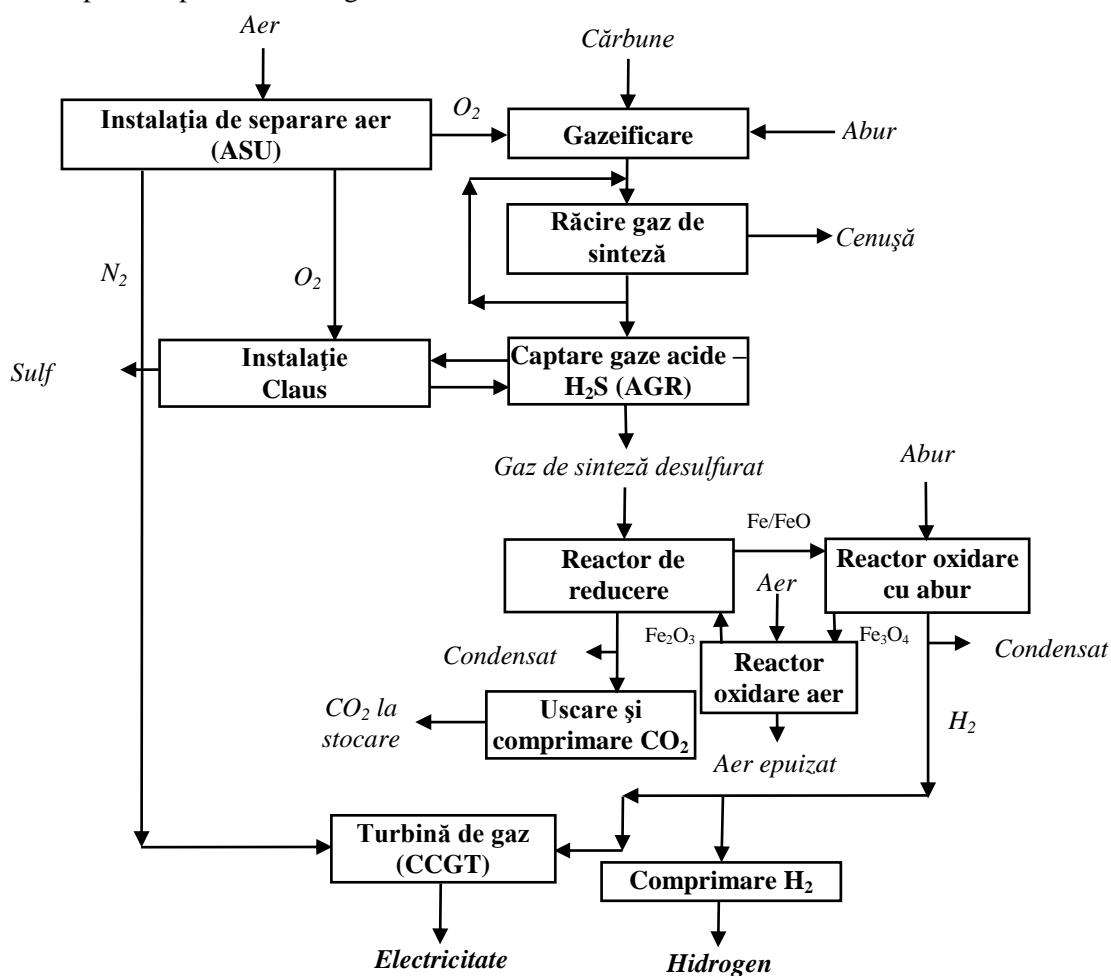 Aer
Cărbune
Instalaţia de separare aer
(ASU)
O2
Gazeificare
Abur
Răcire gaz de
sinteză
Cenuşă
N2
O2
Sulf
Instalaţie
Claus
Captare gaze acide –
H2S (AGR)
Gaz de sinteză desulfurat
Abur
Fe/FeO
Reactor de
reducere
Aer
Reactor oxidare
cu abur
Fe2O3
Fe3O4
Condensat
Reactor
oxidare aer
Condensat
CO2 la
stocare
Uscare şi
comprimare CO2
H2
Aer epuizat
Turbină de gaz
(CCGT)
Comprimare H2
Electricitate
Hidrogen